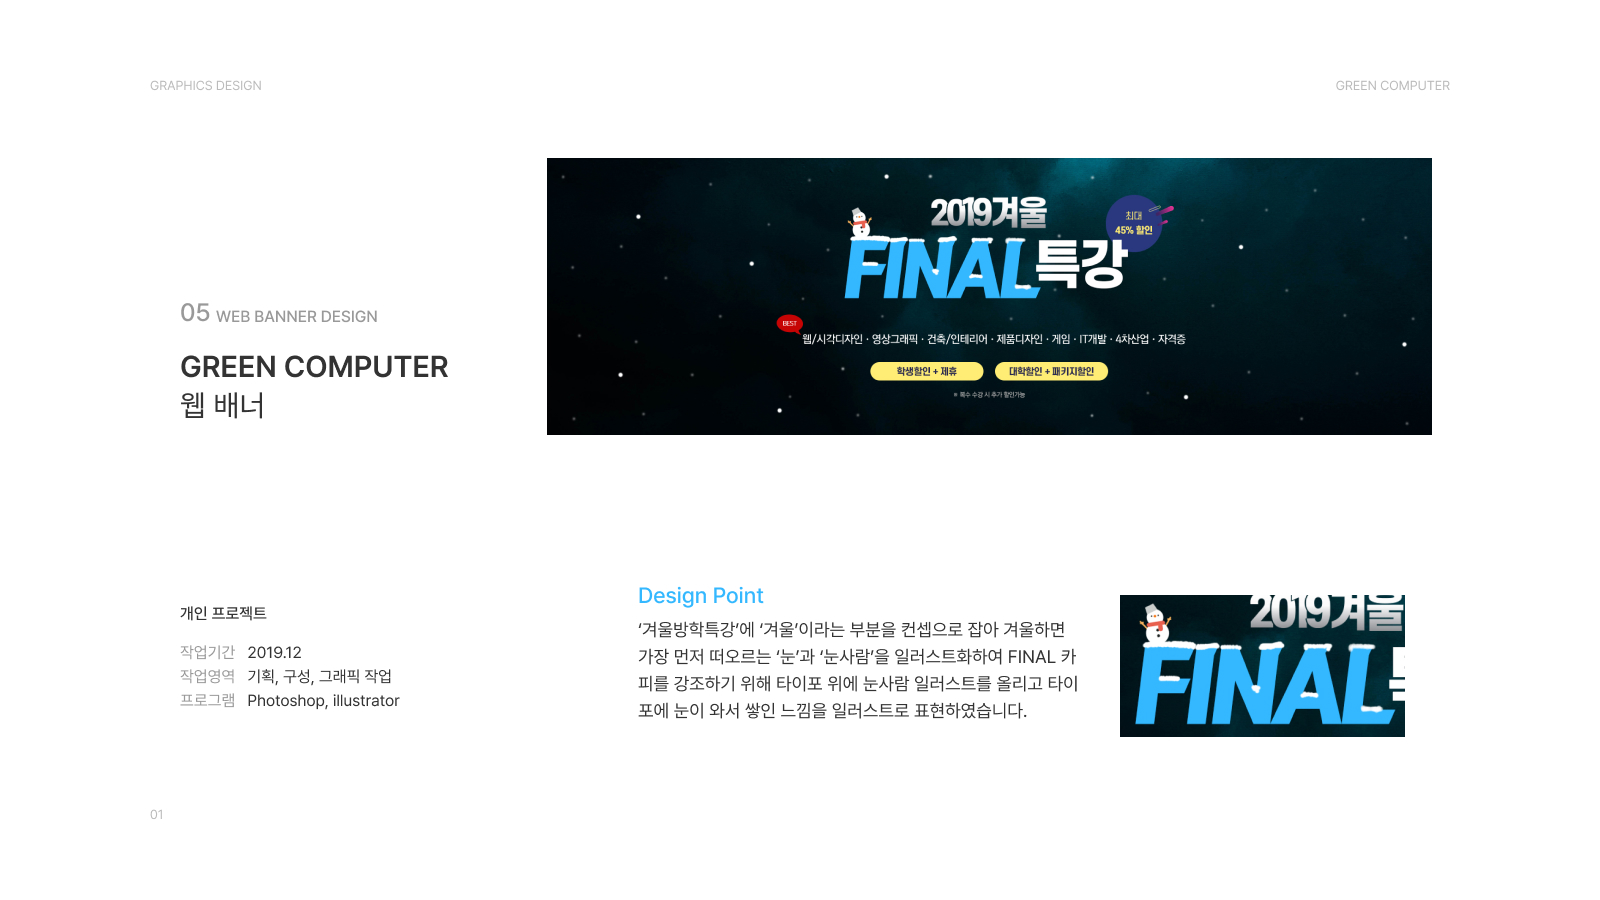 GRAPHICS DESIGN
GREEN COMPUTER
05 WEB BANNER DESIGN
GREEN COMPUTER
웹 배너
2019겨울
최대
45% 할인
FINAL특강
BEST
웹/시각디자인 · 영상그래픽 · 건축/인테리어 · 제품디자인 · 게임 · IT개발 · 4차산업 · 자격증
학생할인 + 제휴
대학할인 + 패키지할인
※ 복수 수강 시 추가 할인가능
개인 프로젝트
작업기간 2019.12
작업영역 기획, 구성, 그래픽 작업
프로그램 Photoshop, illustrator
Design Point
‘겨울방학특강’에 ‘겨울’이라는 부분을 컨셉으로 잡아 겨울하면
가장 먼저 떠오르는 ‘눈’과 ‘눈사람’을 일러스트화하여 FINAL 카
피를 강조하기 위해 타이포 위에 눈사람 일러스트를 올리고 타이
포에 눈이 와서 쌓인 느낌을 일러스트로 표현하였습니다.
2019겨울
FINAL
01